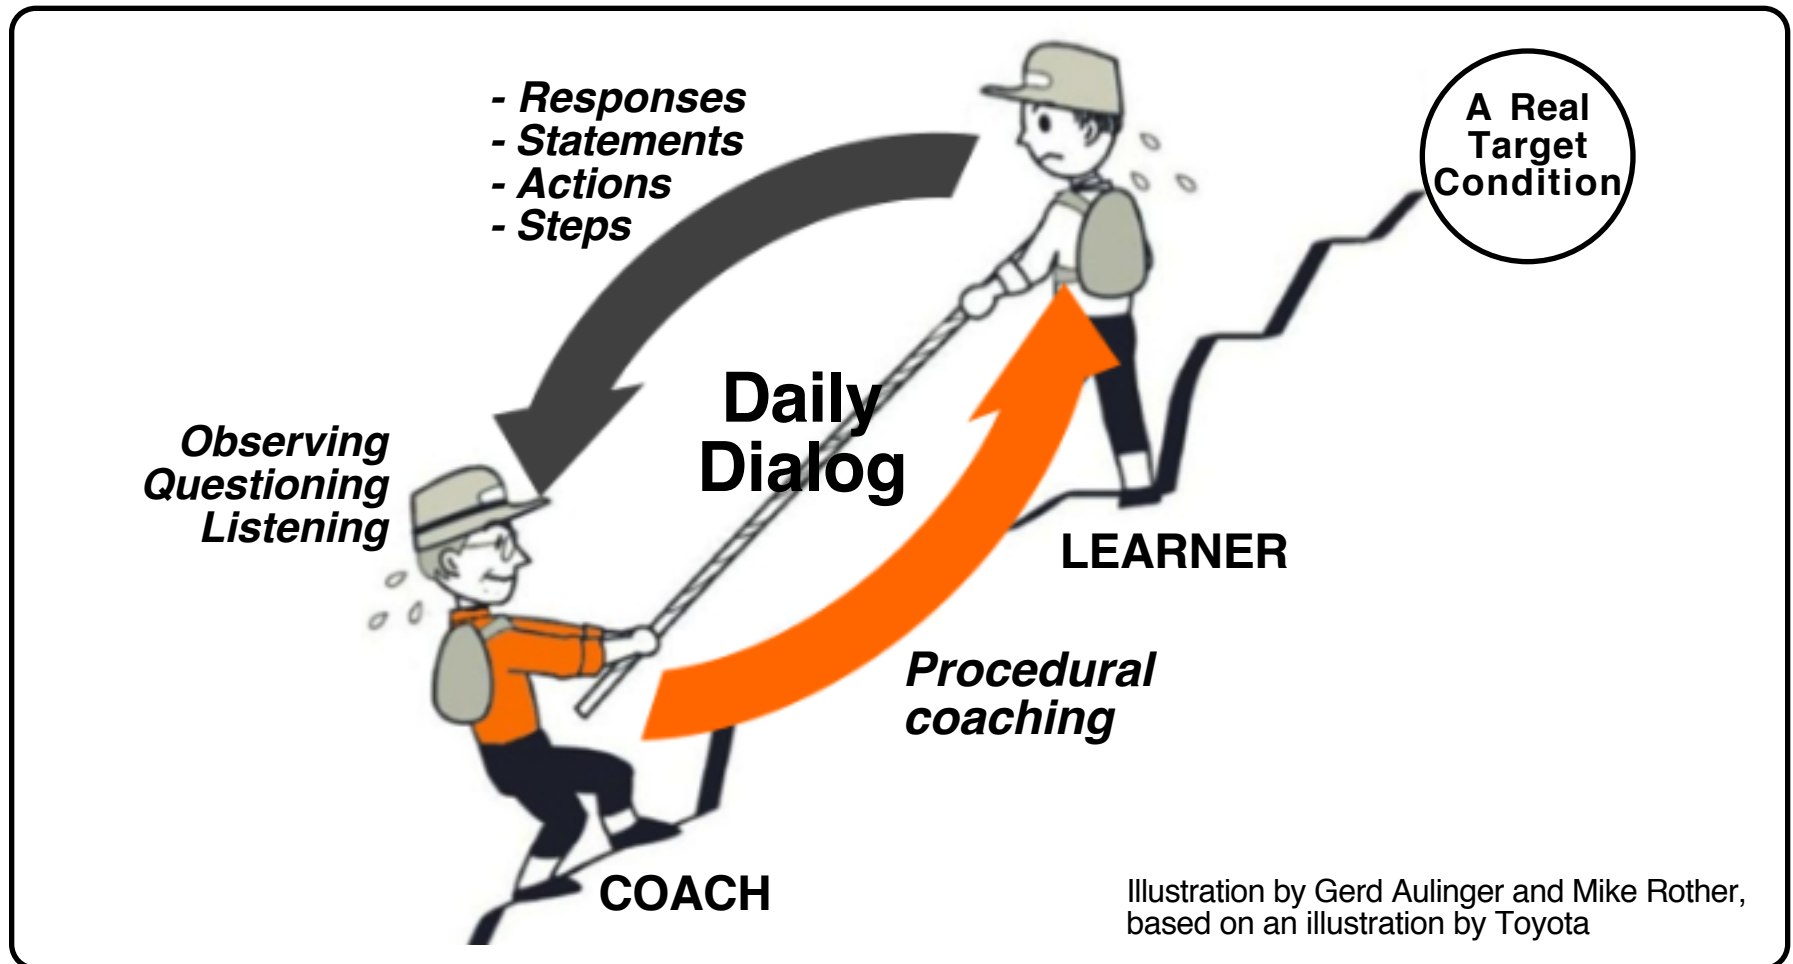 - Responses
- Statements
- Actions
- Steps
A Real
Target
Condition
Daily
Dialog
Observing
Questioning
Listening
LEARNER
Procedural
coaching
COACH
Illustration by Gerd Aulinger and Mike Rother,
based on an illustration by Toyota